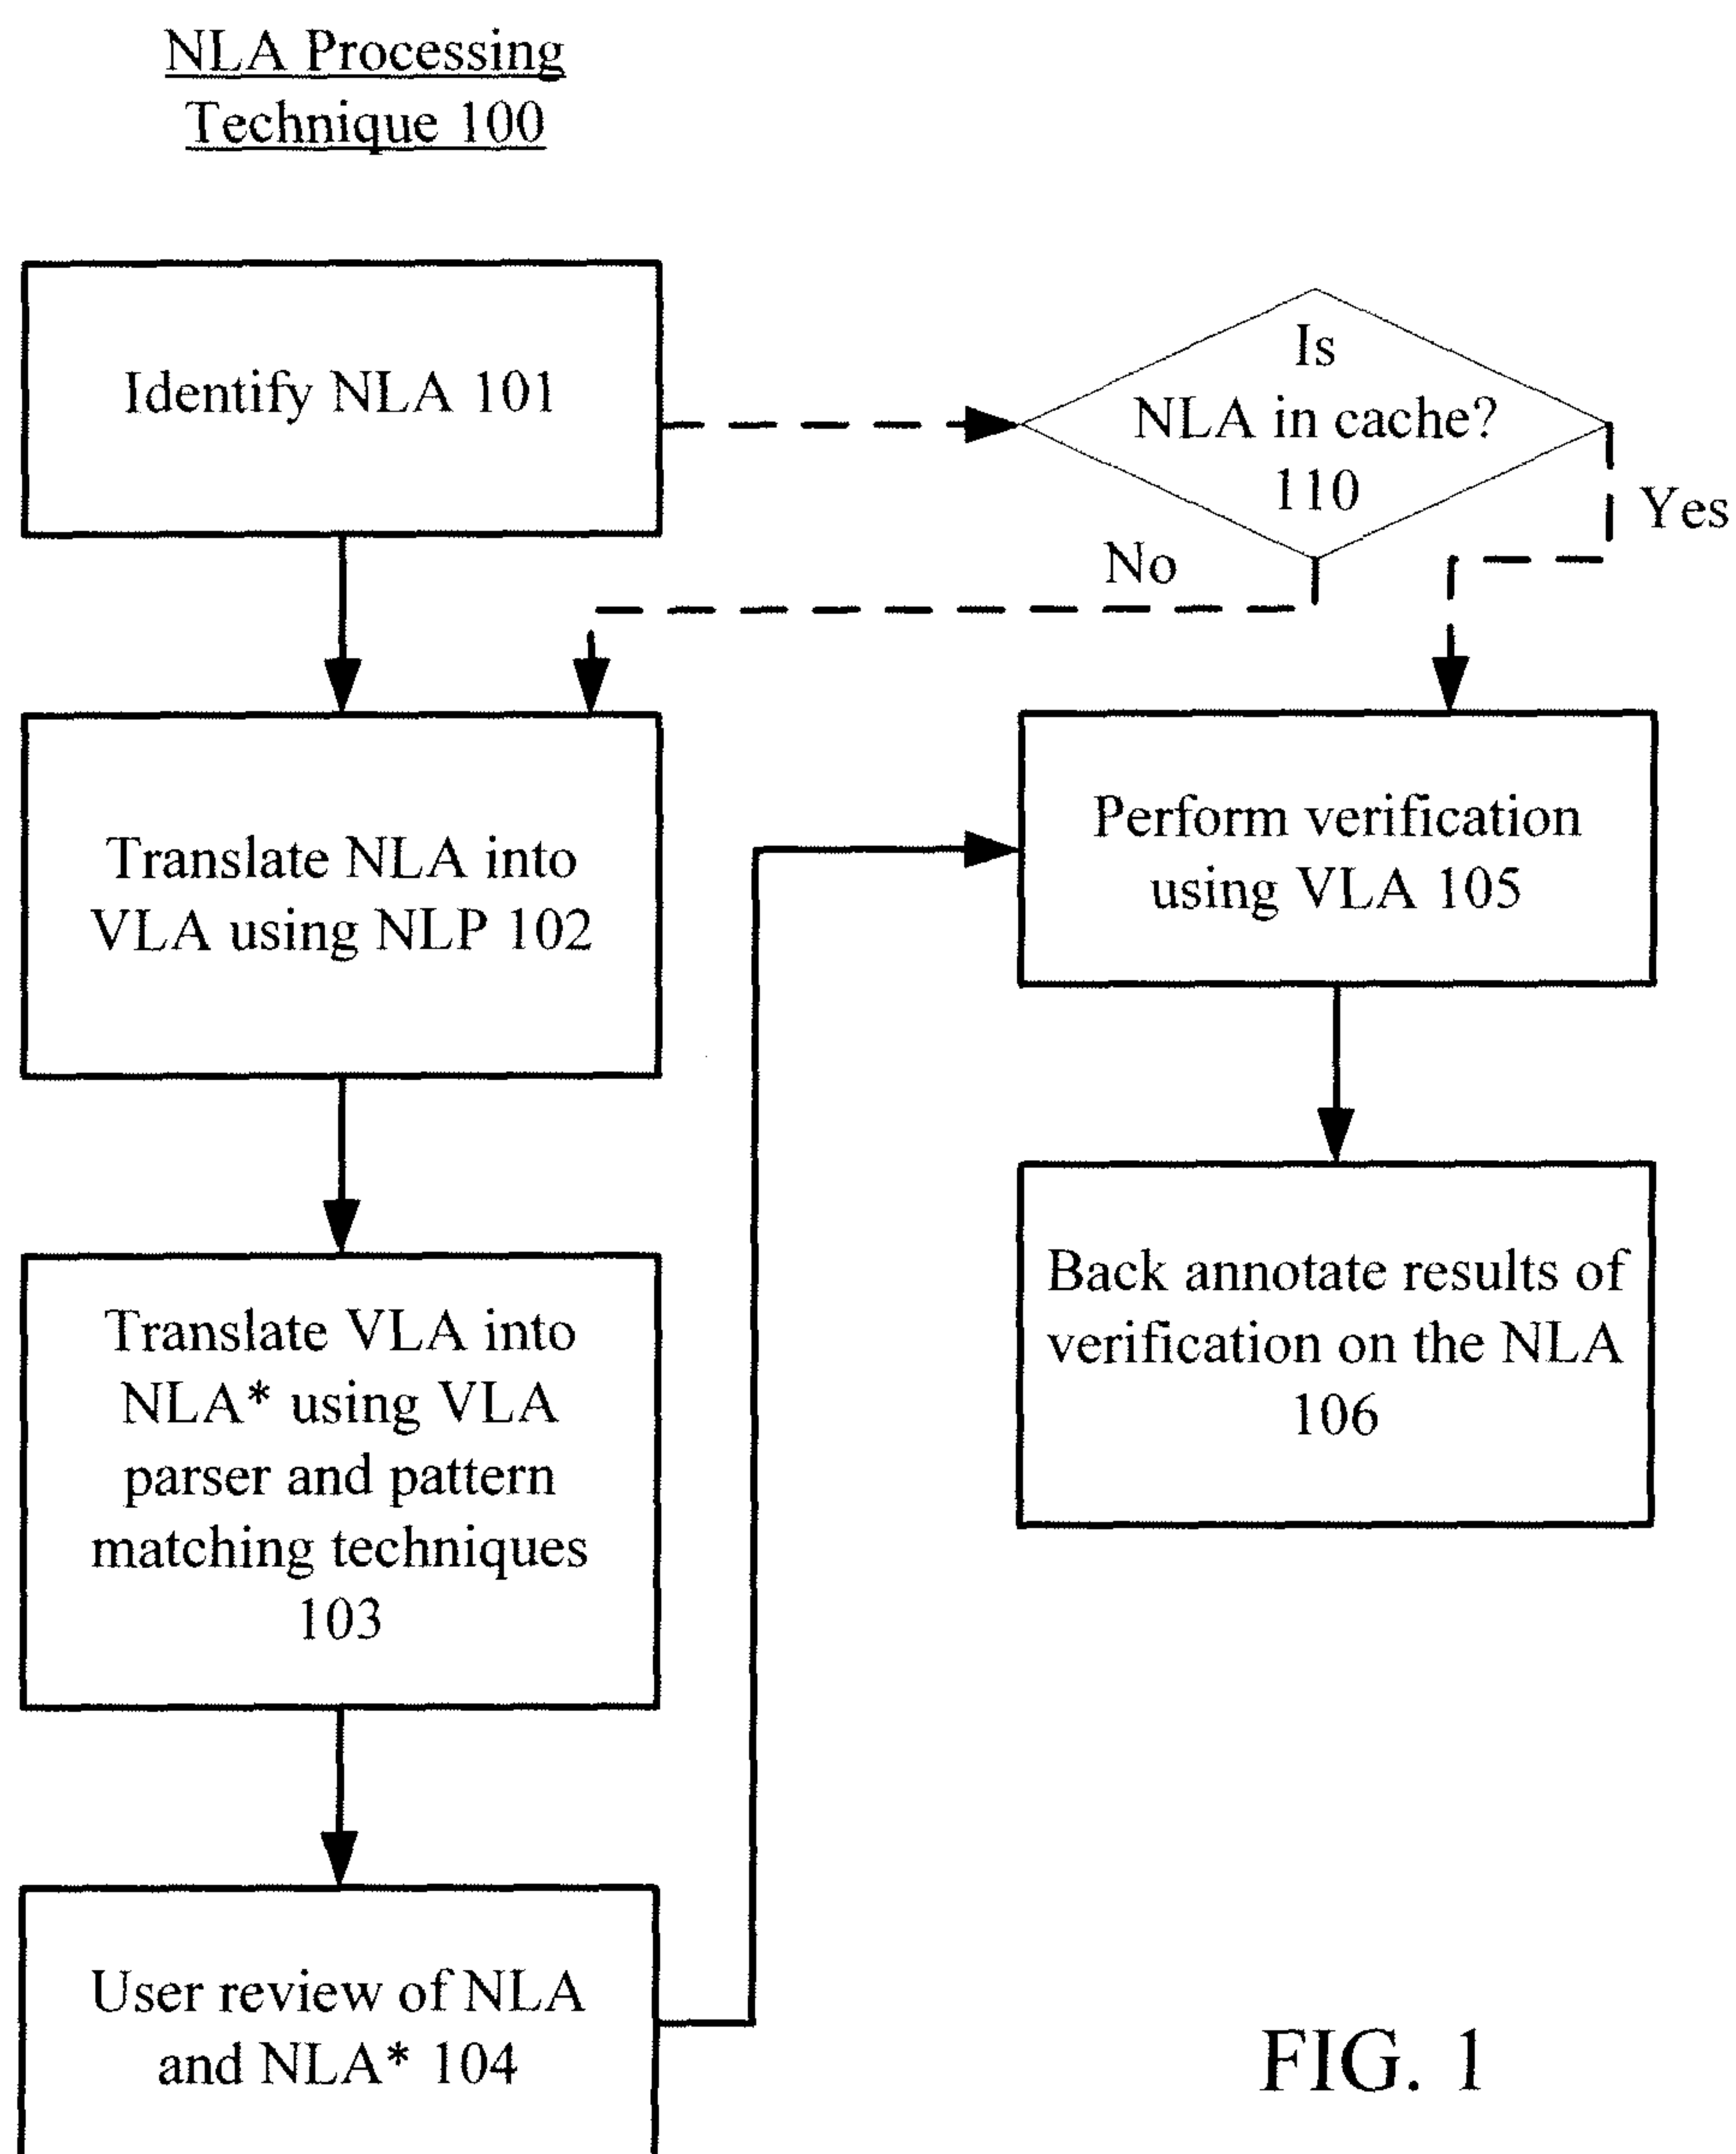 NLA Processing
Technique 100
Identify NLA 101
Is
NLA in cache?
110
Yes
No
Translate NLA into
VLA using NLP 102
Perform verification
using VLA 105
Translate VLA into
NLA* using VLA
parser and pattern
matching techniques
103
Back annotate results of
verification on the NLA
106
User review of NLA
and NLA* 104
FIG. 1